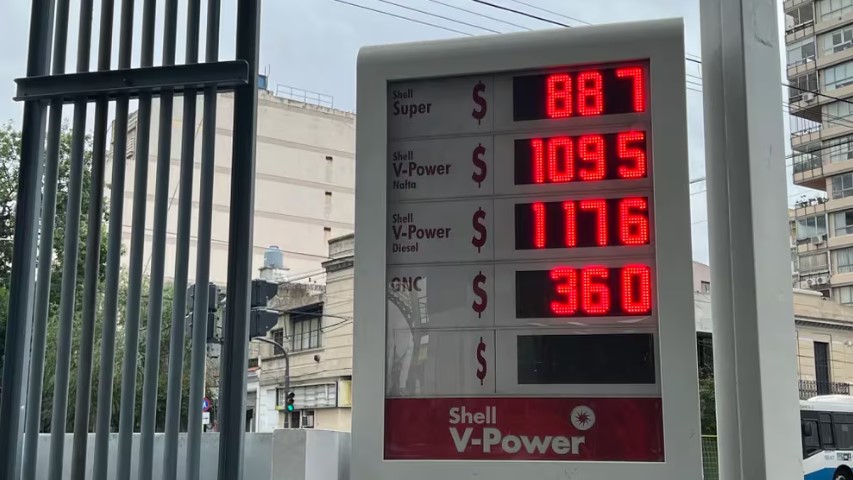 Shell
Super $ 887
Shell
V-Power $ 1095
Nafta
Shell
V-Power $ 1176
Diesel
GNC $ 360
$
Shell
V-Power